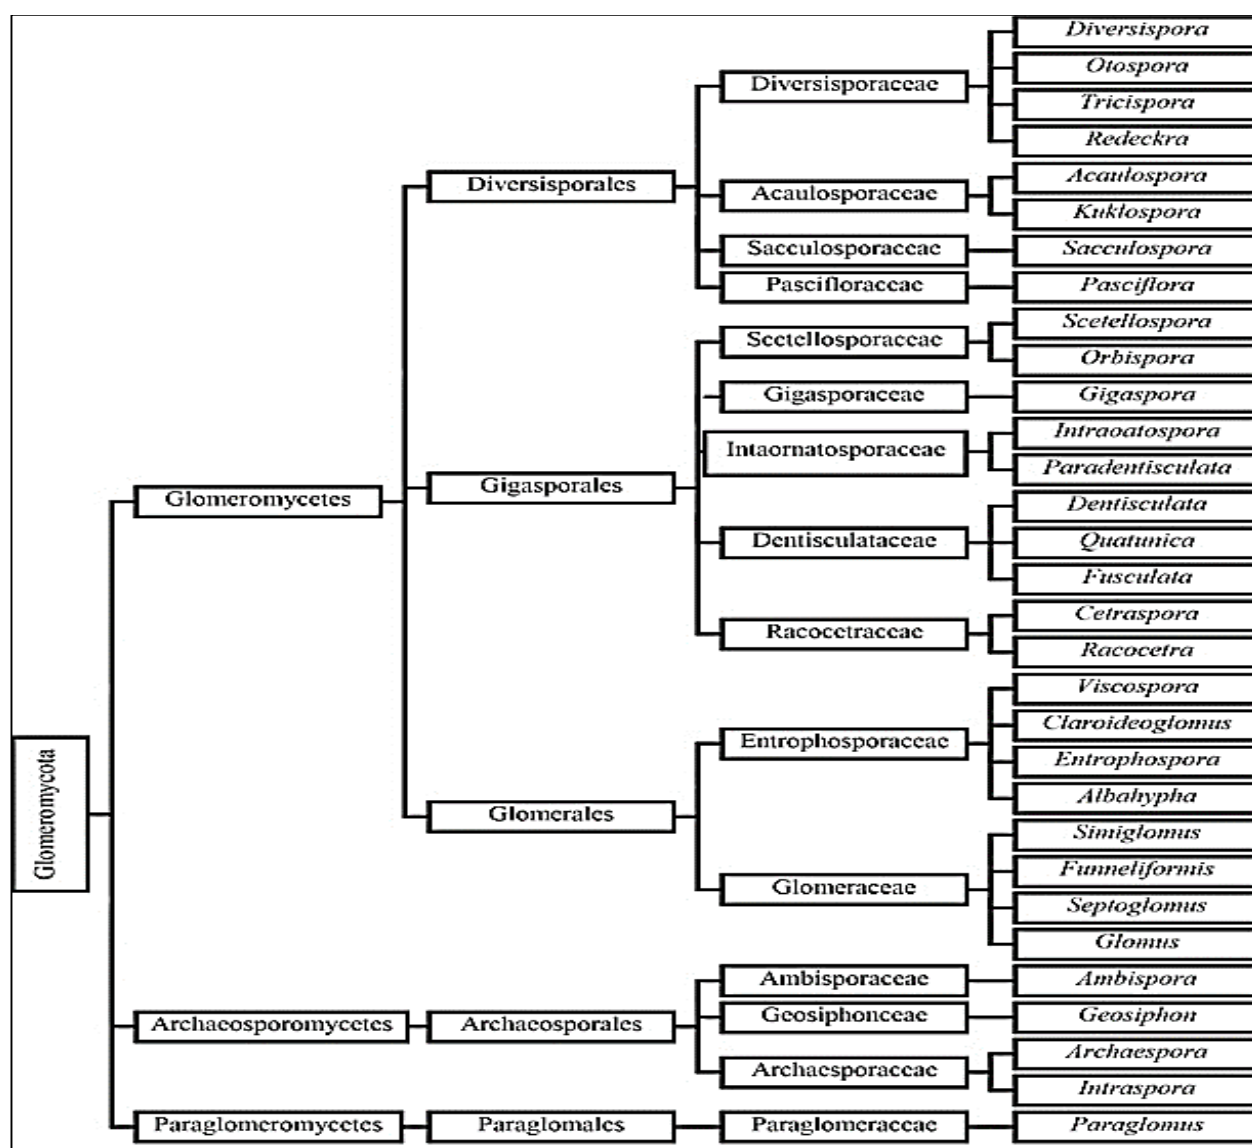 Diversispora
Otospora
Tricispora
Redeckra
Diversisporaceae
Acaulospora
Kuklospora
Acaulosporaceae
Diversisporales
Sacculosporaceae
Sacculospora
Pascifloraceae
Pasciflora
Scetellospora
Orbispora
Scetellosporaceae
Gigasporaceae
Gigaspora
Intraoatospora
Paradentisculata
Intaornatosporaceae
Glomeromycetes
Gigasporales
Dentisculata
Quatunica
Fusculata
Dentisculataceae
Cetraspora
Racocetra
Racocetraceae
Viscospora
Claroideoglomus
Entrophospora
Albahypha
Entrophosporaceae
Glomeromycota
Glomerales
Simiglomus
Funneliformis
Septoglomus
Glomus
Glomeraceae
Ambisporaceae
Ambispora
Archaeosporomycetes
Archaeosporales
Geosiphonceae
Geosiphon
Archaespora
Intraspora
Archaesporaceae
Paraglomeromycetes
Paraglomales
Paraglomeraceae
Paraglomus